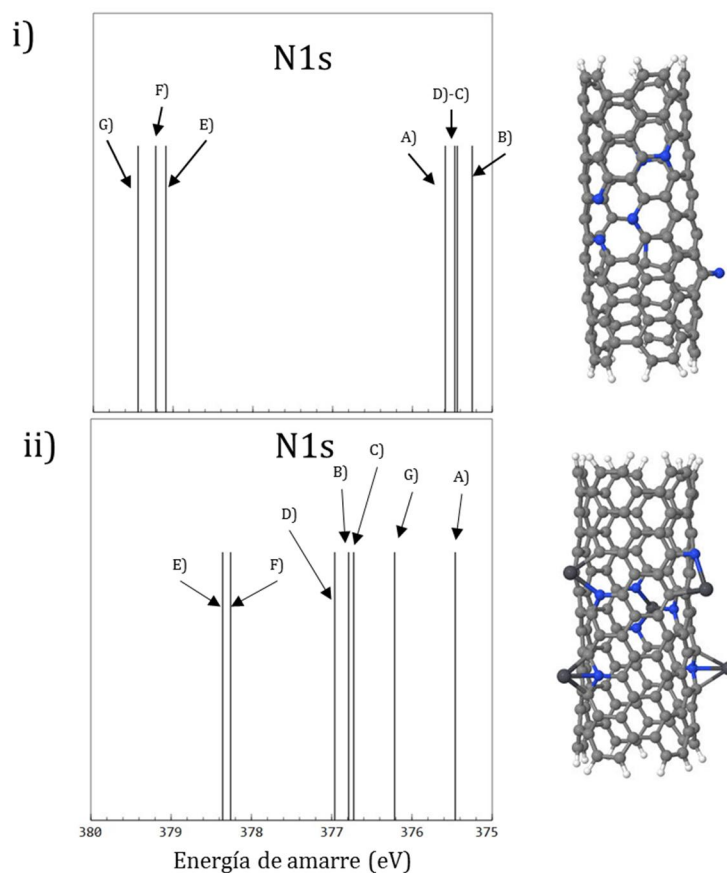 i)
N1s
F)
D)-C)
G)
E)
A)
B)
ii)
N1s
C)
B)
G)
A)
D)
E)
F)
380 379 378 377 376 375
Energía de amarre (eV)